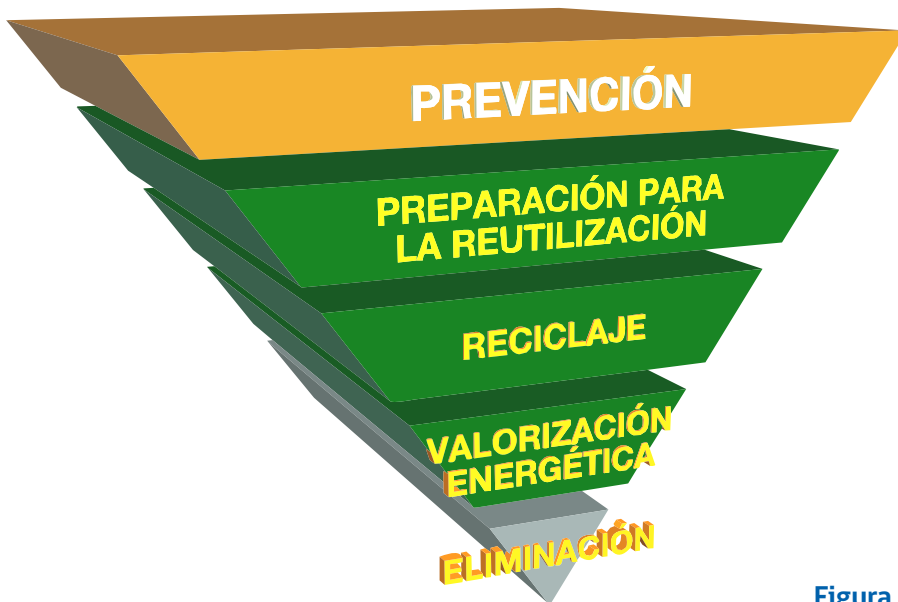 PREVENCIÓN
PREPARACIÓN PARA
LA REUTILIZACIÓN
RECICLAJE
VALORIZACIÓN
ENERGÉTICA
ELIMINACIÓN
Figura